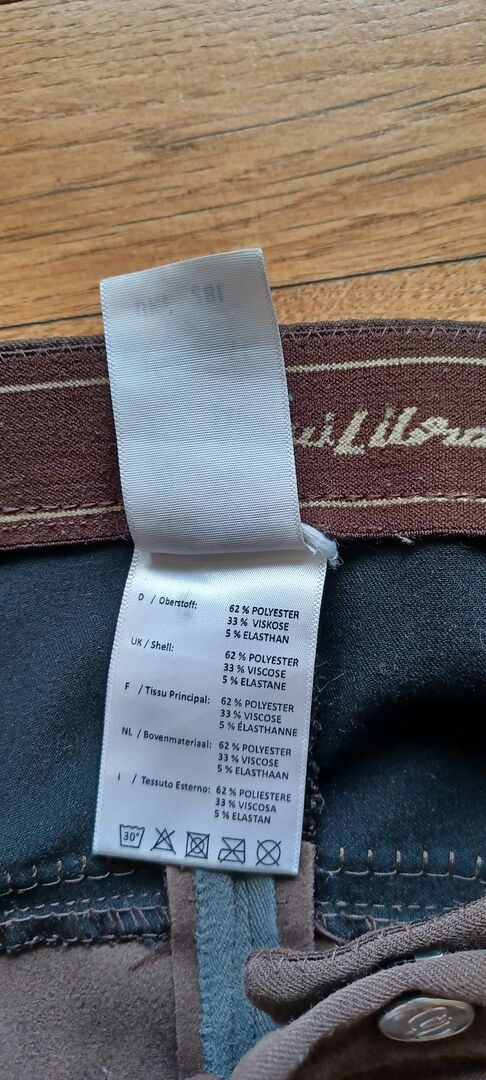 D / Oberstoff: 62 % POLYESTER
33 % VISKOSE
5 % ELASTHAN
UK / Shell: 62 % POLYESTER
33 % VISCOSE
5 % ELASTANE
F / Tissu Principal: 62 % POLYESTER
33 % VISCOSE
5 % ÉLASTHANNE
NL / Bovenmateriaal: 62 % POLYESTER
33 % VISCOSE
5 % ELASTHAAN
I / Tessuto Esterno: 62 % POLIESTERE
33 % VISCOSA
5 % ELASTAN
30°